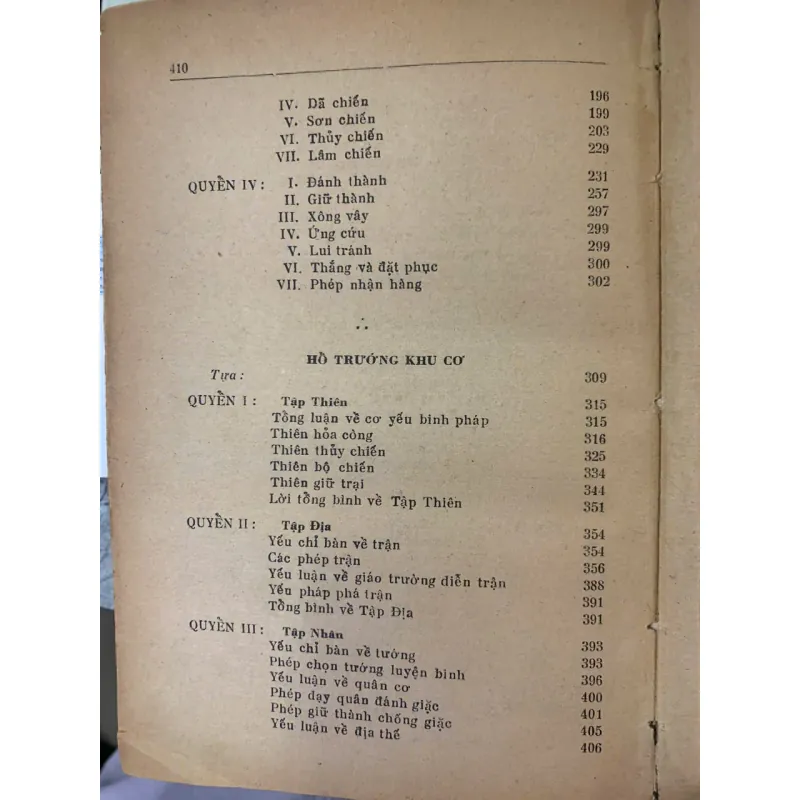 410
IV. Dã chiến 196
V. Sơn chiến 199
VI. Thủy chiến 203
VII. Lâm chiến 229
QUYỀN IV: I. Đánh thành 231
II. Giữ thành 257
III. Xông vây 297
IV. Ứng cứu 299
V. Lui tránh 299
VI. Thắng và đặt phục 300
VII. Phép nhận hàng 302
HỒ TRƯỚNG KHU CƠ
Tựa: 309
QUYỀN I: Tập Thiên 315
Tổng luận về cơ yếu binh pháp 315
Thiên hỏa công 316
Thiên thủy chiến 325
Thiên bộ chiến 334
Thiên giữ trại 344
Lời tổng bình về Tập Thiên 351
QUYỀN II: Tập Địa 354
Yếu chỉ bàn về trận 354
Các phép trận 356
Yếu luận về giáo trường diễn trận 388
Yếu pháp phá trận 391
Tổng bình về Tập Địa 391
QUYỀN III: Tập Nhân 393
Yếu chỉ bàn về tướng 393
Phép chọn tướng luyện binh 396
Yếu luận về quân cơ 400
Phép dạy quân đánh giặc 401
Phép giữ thành chống giặc 405
Yếu luận về địa thế 406